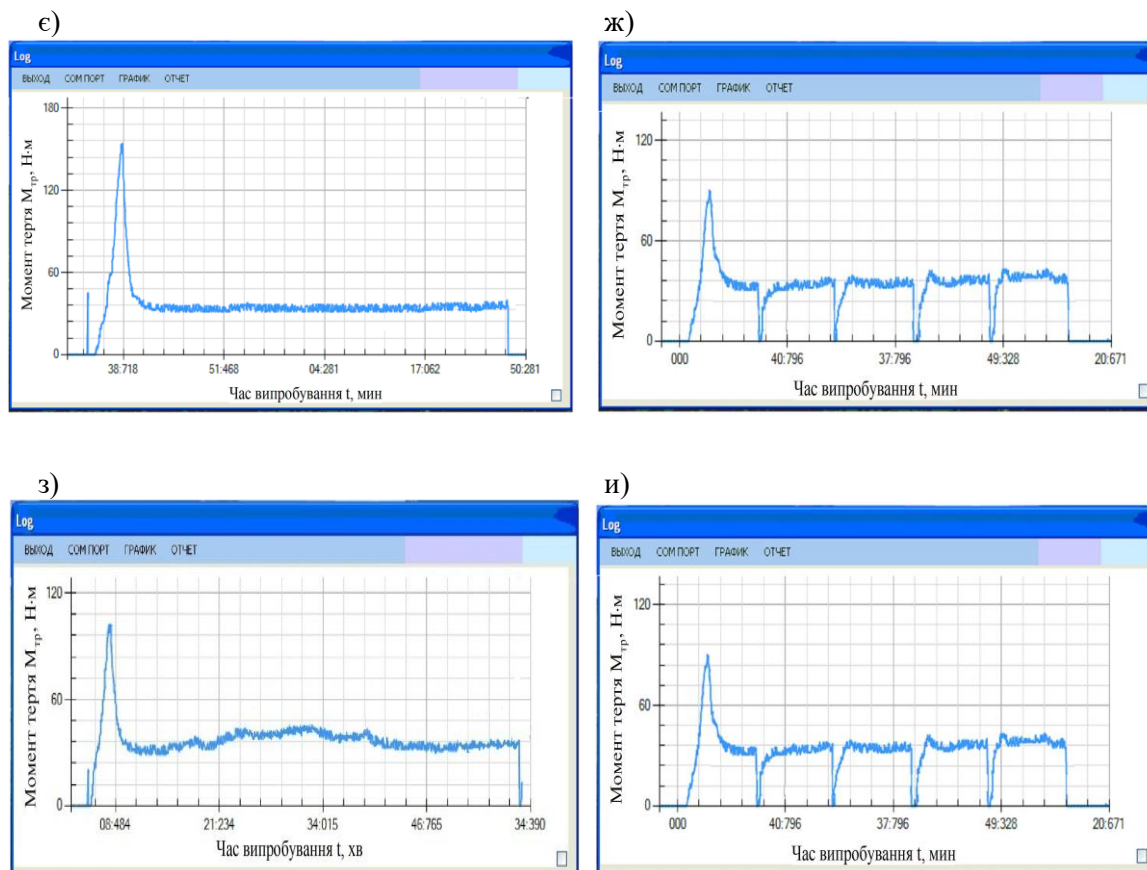 є)
Log
ВЫХОД СОМ ПОРТ ГРАФИК ОТЧЕТ
Момент тертя Мтр, Н·м
180
120
60
0
38:718 51:468 04:281 17:062 50:281
Час випробування t, мин
ж)
Log
ВЫХОД СОМ ПОРТ ГРАФИК ОТЧЕТ
Момент тертя Мтр, Н·м
120
60
0
000 40:796 37:796 49:328 20:671
Час випробування t, мин
з)
Log
ВЫХОД СОМ ПОРТ ГРАФИК ОТЧЕТ
Момент тертя Мтр, Н·м
120
60
0
08:484 21:234 34:015 46:765 34:390
Час випробування t, хв
и)
Log
ВЫХОД СОМ ПОРТ ГРАФИК ОТЧЕТ
Момент тертя Мтр, Н·м
120
60
0
000 40:796 37:796 49:328 20:671
Час випробування t, мин